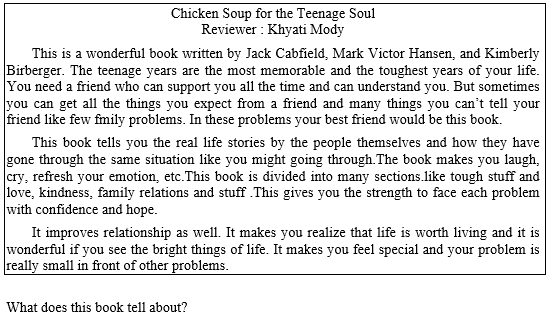 Chicken Soup for the Teenage Soul
Reviewer : Khyati Mody
This is a wonderful book written by Jack Cabfield, Mark Victor Hansen, and Kimberly
Birberger. The teenage years are the most memorable and the toughest years of your life.
You need a friend who can support you all the time and can understand you. But sometimes
you can get all the things you expect from a friend and many things you can’t tell your
friend like few fmily problems. In these problems your best friend would be this book.
This book tells you the real life stories by the people themselves and how they have
gone through the same situation like you might going through.The book makes you laugh,
cry, refresh your emotion, etc.This book is divided into many sections.like tough stuff and
love, kindness, family relations and stuff .This gives you the strength to face each problem
with confidence and hope.
It improves relationship as well. It makes you realize that life is worth living and it is
wonderful if you see the bright things of life. It makes you feel special and your problem is
really small in front of other problems.
What does this book tell about?